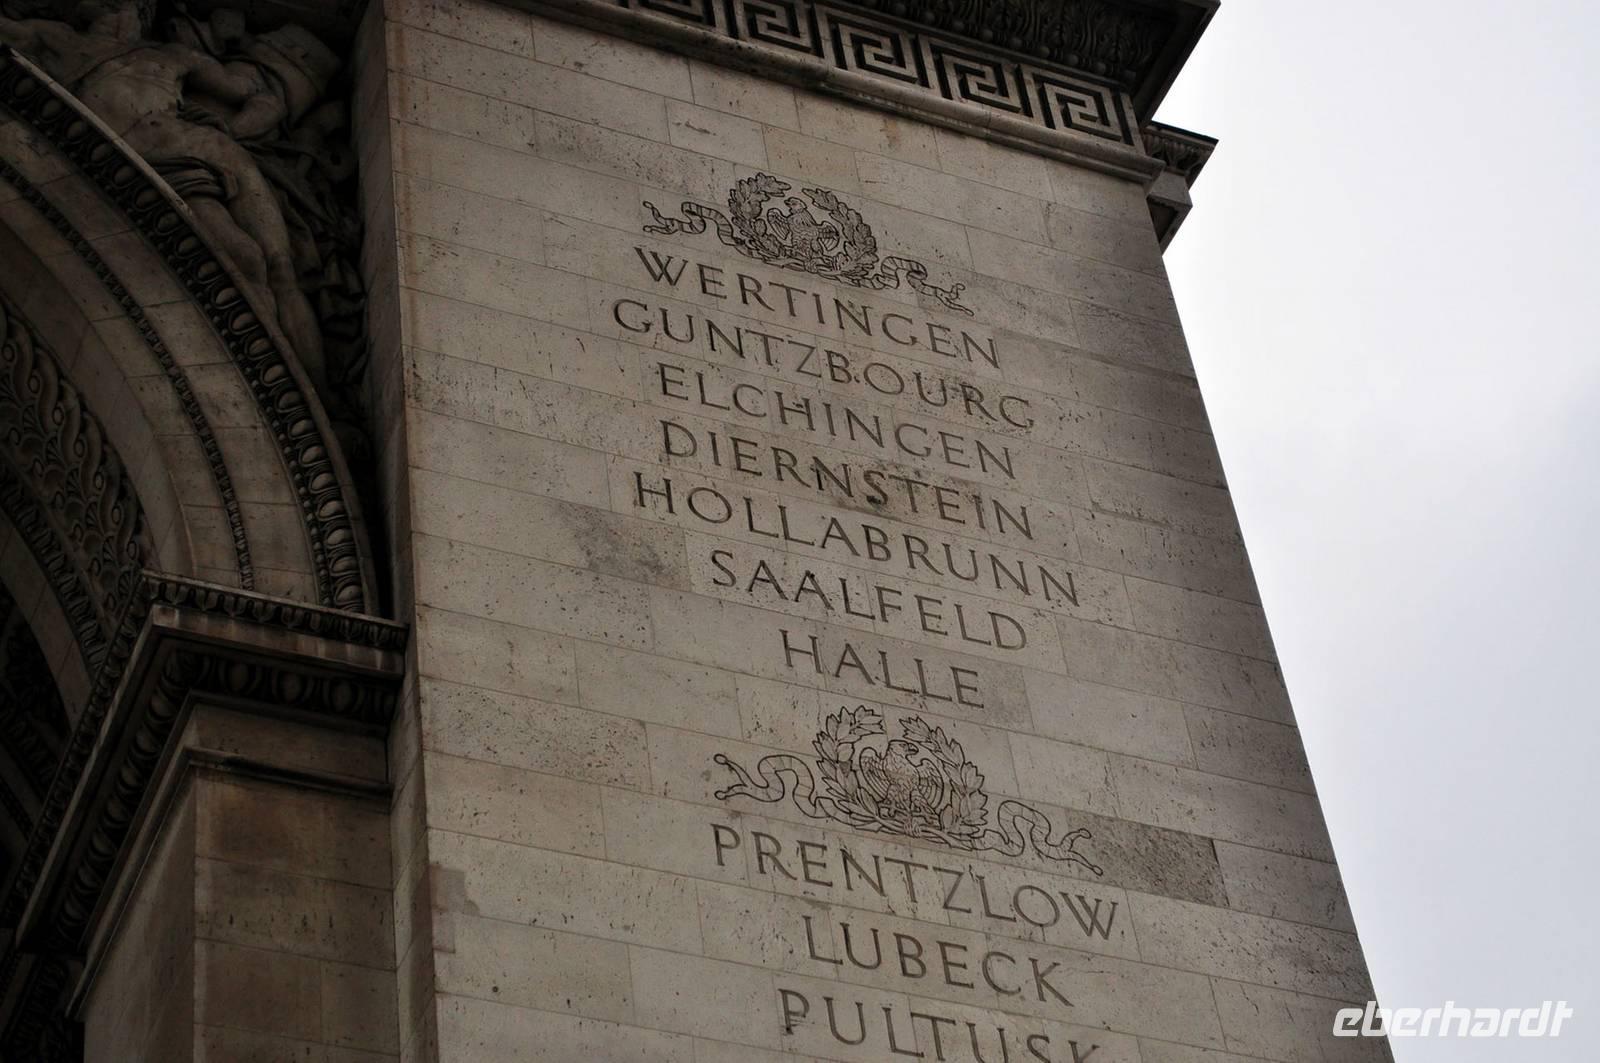 WERTINGEN
GUNTZBOURG
ELCHINGEN
DIERNSTEIN
HOLLABRUNN
SAALFELD
HALLE
PRENTZLOW
LUBECK
PULTUSK
eberhardt